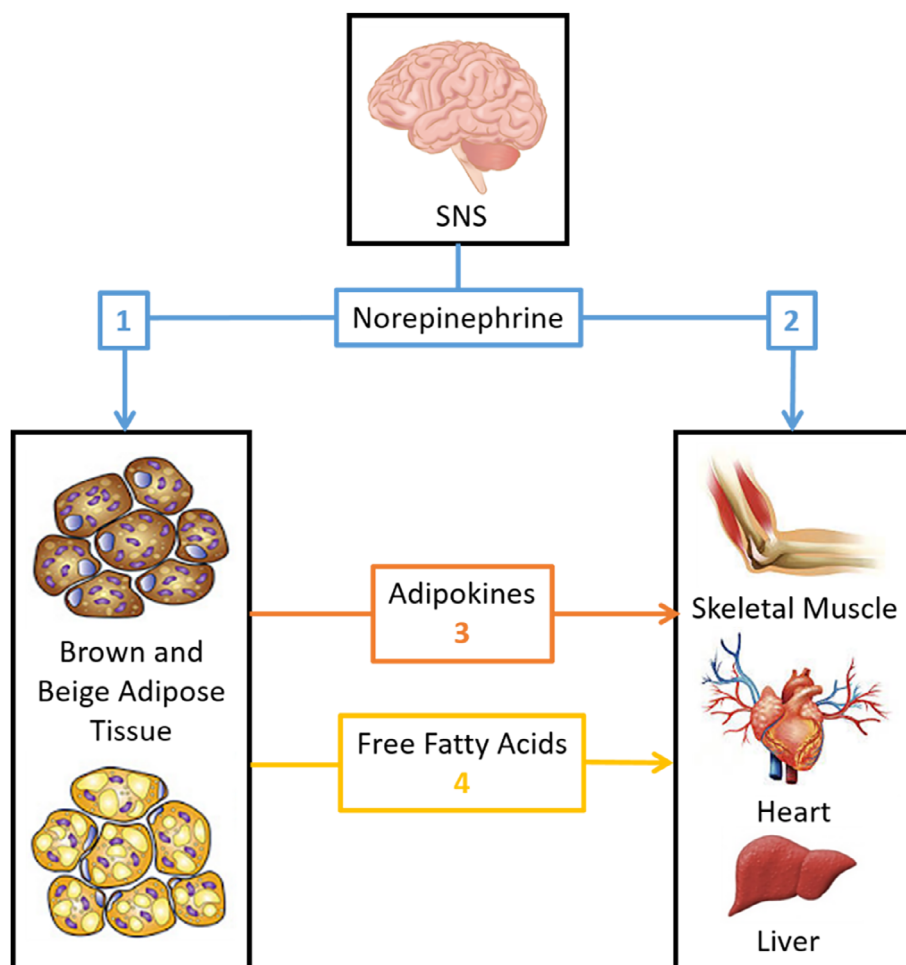 SNS
1
Norepinephrine
2
Brown and
Beige Adipose
Tissue
Adipokines
3
Free Fatty Acids
4
Skeletal Muscle
Heart
Liver